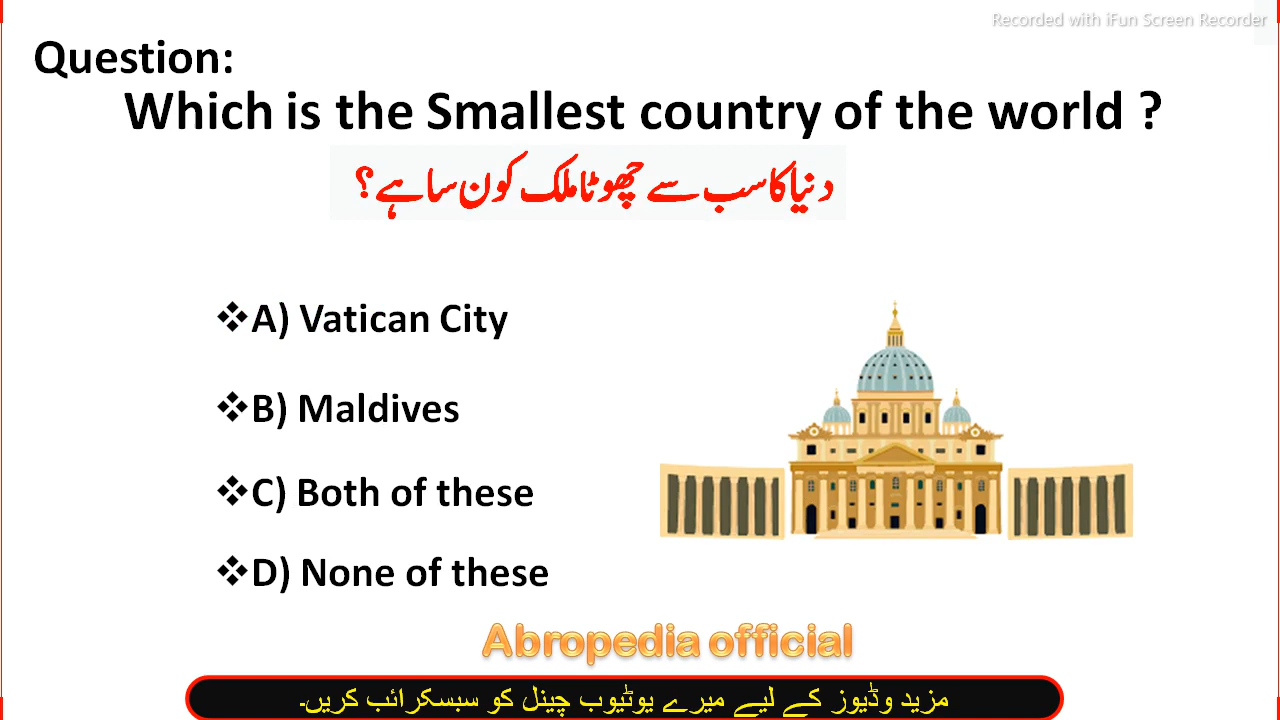 Recorded with iFun Screen Recorder
Question:
Which is the Smallest country of the world ?
دنیا کا سب سے چھوٹا ملک کون سا ہے؟
❖A) Vatican City
❖B) Maldives
❖C) Both of these
❖D) None of these
Abropedia official
مزید وڈیوز کے لیے میرے یوٹیوب چینل کو سبسکرائب کریں۔